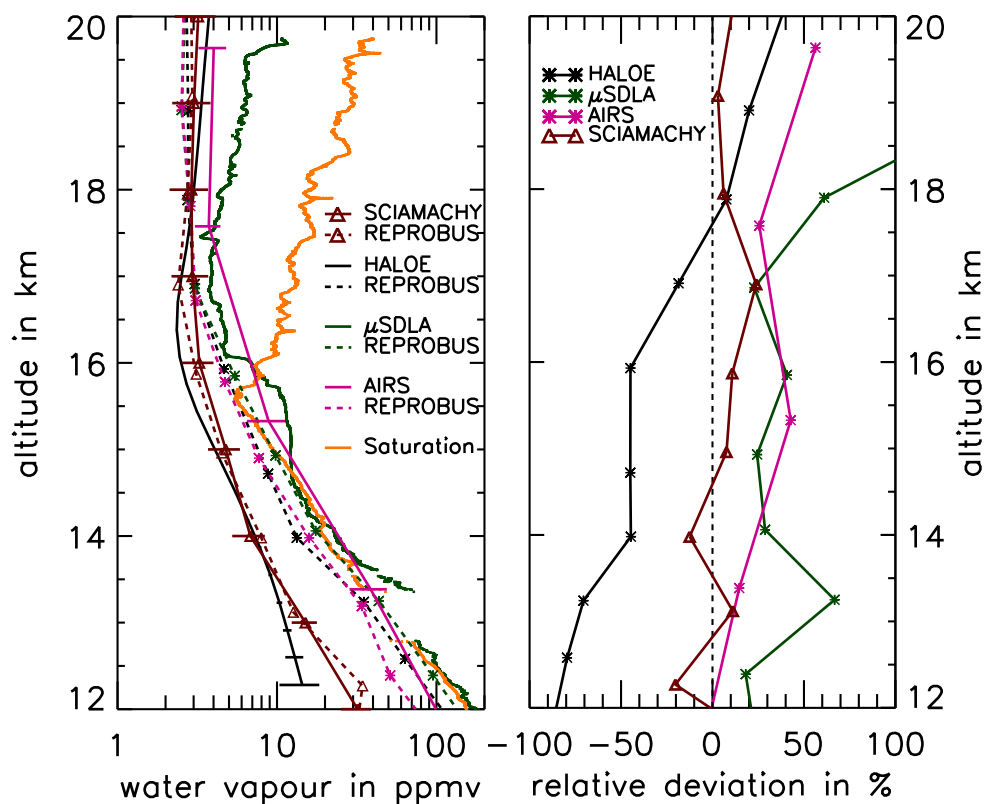 20
18
16
14
12
altitude in km
1
10
100
water vapour in ppmv
SCIAMACHY
REPROBUS
HALOE
REPROBUS
μSDLA
REPROBUS
AIRS
REPROBUS
Saturation
HALOE
μSDLA
AIRS
SCIAMACHY
20
18
16
14
12
altitude in km
-100
-50
0
50
100
relative deviation in %